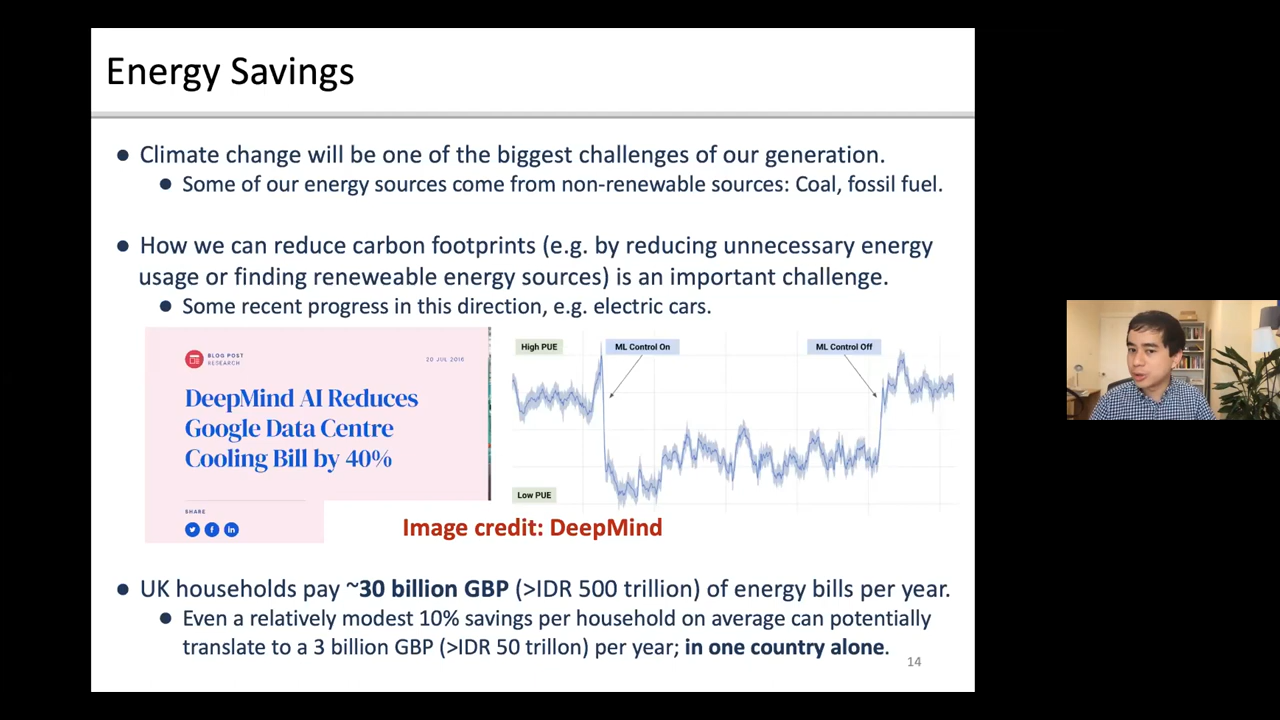 Energy Savings
● Climate change will be one of the biggest challenges of our generation.
● Some of our energy sources come from non-renewable sources: Coal, fossil fuel.
● How we can reduce carbon footprints (e.g. by reducing unnecessary energy
usage or finding reneweable energy sources) is an important challenge.
● Some recent progress in this direction, e.g. electric cars.
BLOG POST
RESEARCH
20 JUL 2016
DeepMind AI Reduces
Google Data Centre
Cooling Bill by 40%
SHARE
High PUE
ML Control On
ML Control Off
Low PUE
Image credit: DeepMind
● UK households pay ~30 billion GBP (>IDR 500 trillion) of energy bills per year.
● Even a relatively modest 10% savings per household on average can potentially
translate to a 3 billion GBP (>IDR 50 trillon) per year; in one country alone.
14